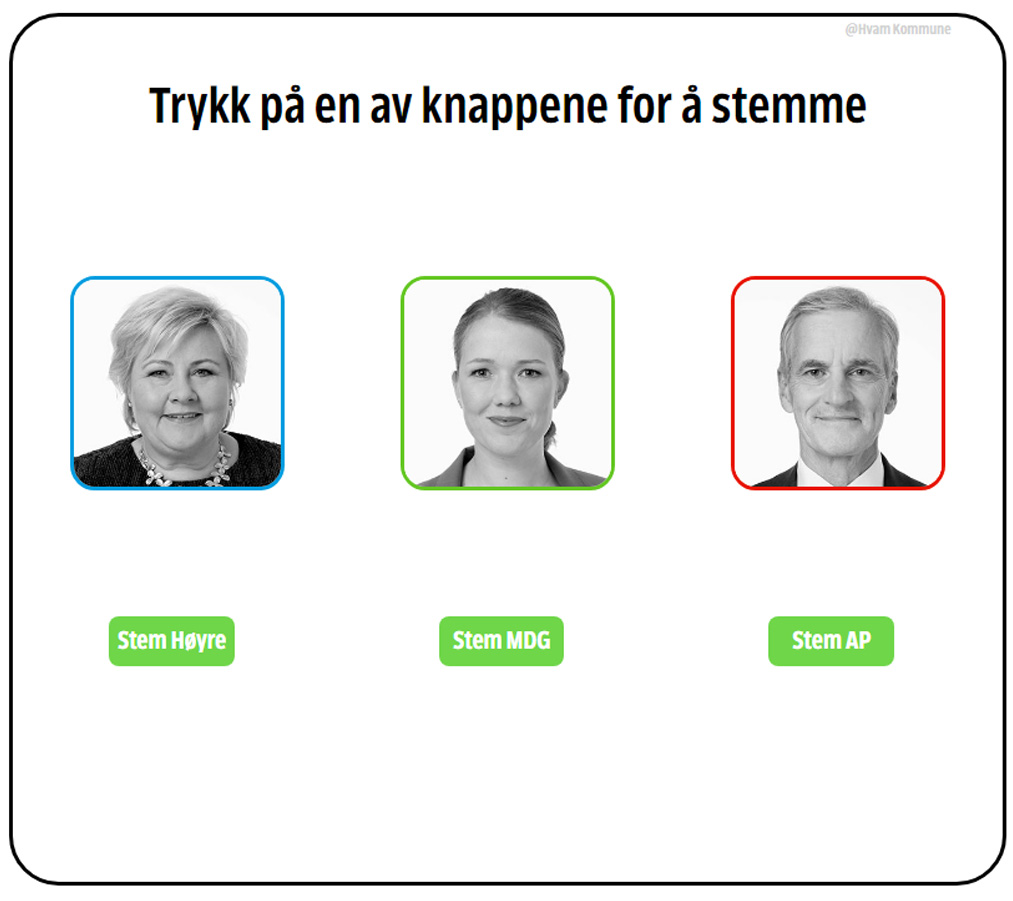 @Hvam Kommune
Trykk på en av knappene for å stemme
Stem Høyre
Stem MDG
Stem AP